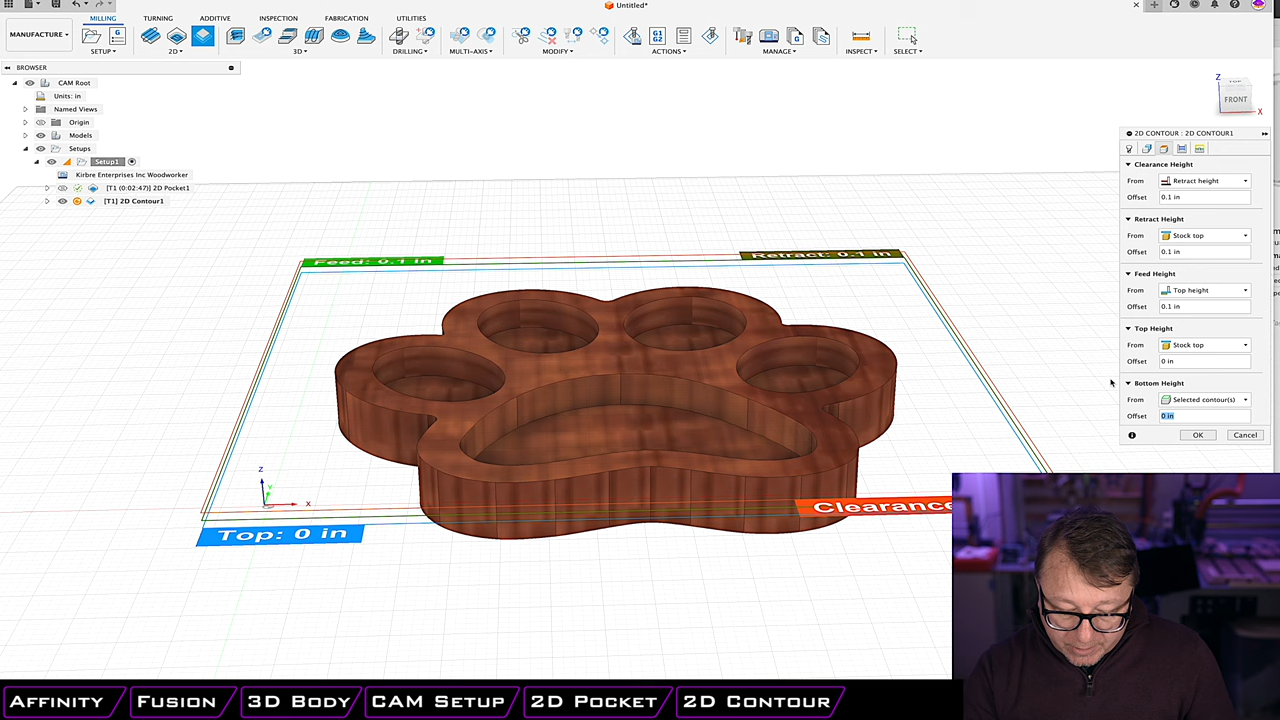 Untitled*
MILLING TURNING ADDITIVE INSPECTION FABRICATION UTILITIES
MANUFACTURE
SETUP 2D 3D DRILLING MULTI-AXIS MODIFY ACTIONS MANAGE INSPECT SELECT
BROWSER
CAM Root
Units: in
Named Views
Origin
Models
Setups
Setup1
Kirbre Enterprises Inc Woodworker
[T1 (0:02:47)] 2D Pocket1
[T1] 2D Contour1
Z
FRONT
X
2D CONTOUR : 2D CONTOUR1
Clearance Height
From Retract height
Offset 0.1 in
Retract Height
From Stock top
Offset 0.1 in
Feed Height
From Top height
Offset 0.1 in
Top Height
From Stock top
Offset 0 in
Bottom Height
From Selected contour(s)
Offset 0 in
OK Cancel
Feed: 0.1 in
Retract: 0.1 in
Z
Y
X
Clearance
Top: 0 in
AFFINITY FUSION 3D BODY CAM SETUP 2D POCKET 2D CONTOUR